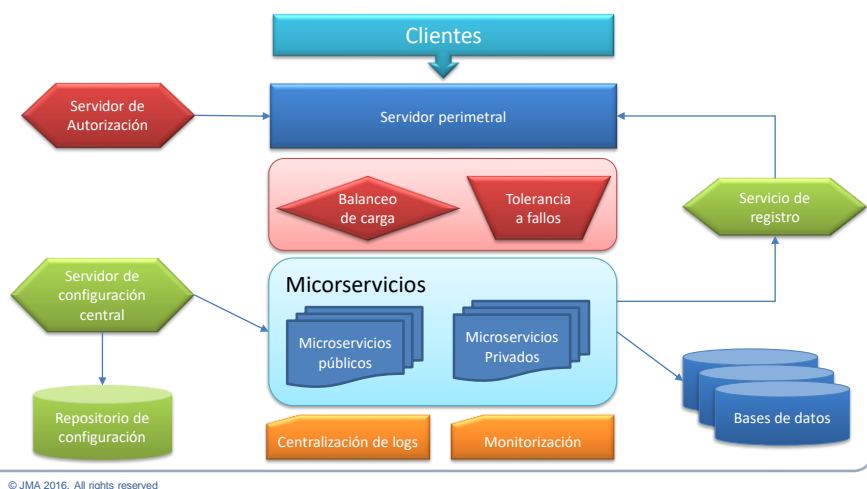 Clientes
Servidor de
Autorización
Servidor perimetral
Balanceo
de carga
Tolerancia
a fallos
Servicio de
registro
Servidor de
configuración
central
Micorservicios
Microservicios
públicos
Microservicios
Privados
Repositorio de
configuración
Bases de datos
Centralización de logs
Monitorización
© JMA 2016. All rights reserved